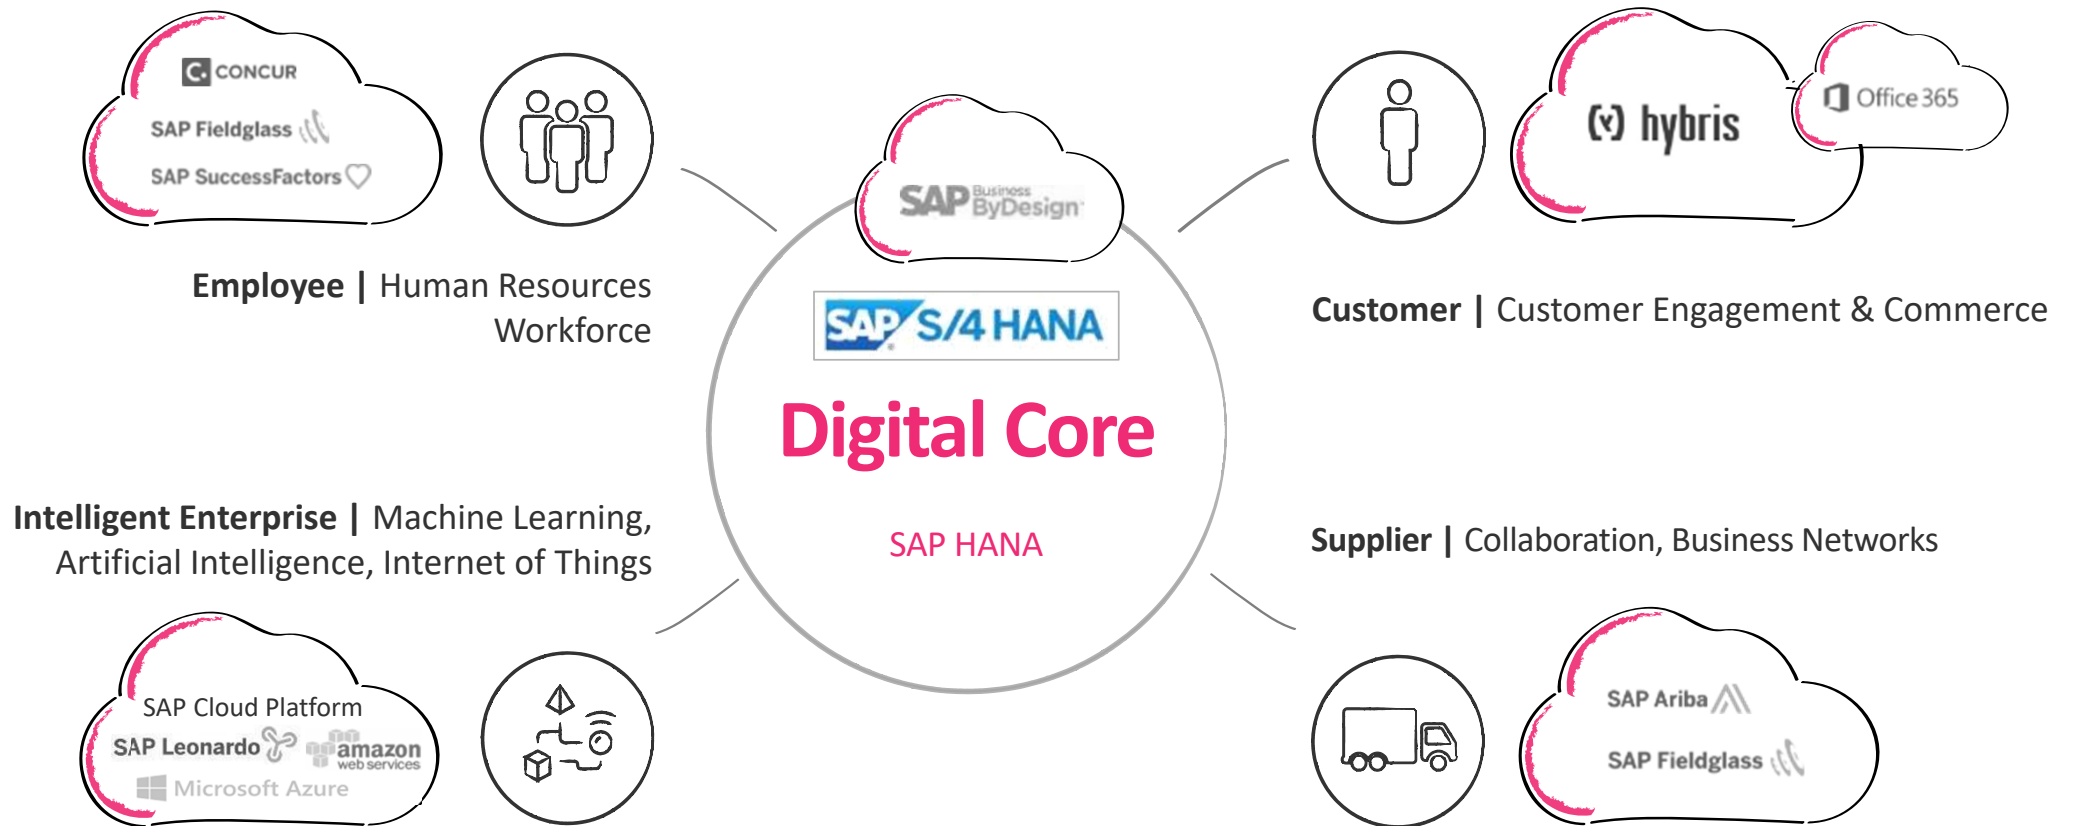 CONCUR
SAP Fieldglass
SAP SuccessFactors
Employee | Human Resources
Workforce
SAP Business
ByDesign
SAP S/4 HANA
Digital Core
SAP HANA
hybris
Office 365
Customer | Customer Engagement & Commerce
Intelligent Enterprise | Machine Learning,
Artificial Intelligence, Internet of Things
SAP Cloud Platform
SAP Leonardo
amazon
web services
Microsoft Azure
Supplier | Collaboration, Business Networks
SAP Ariba
SAP Fieldglass